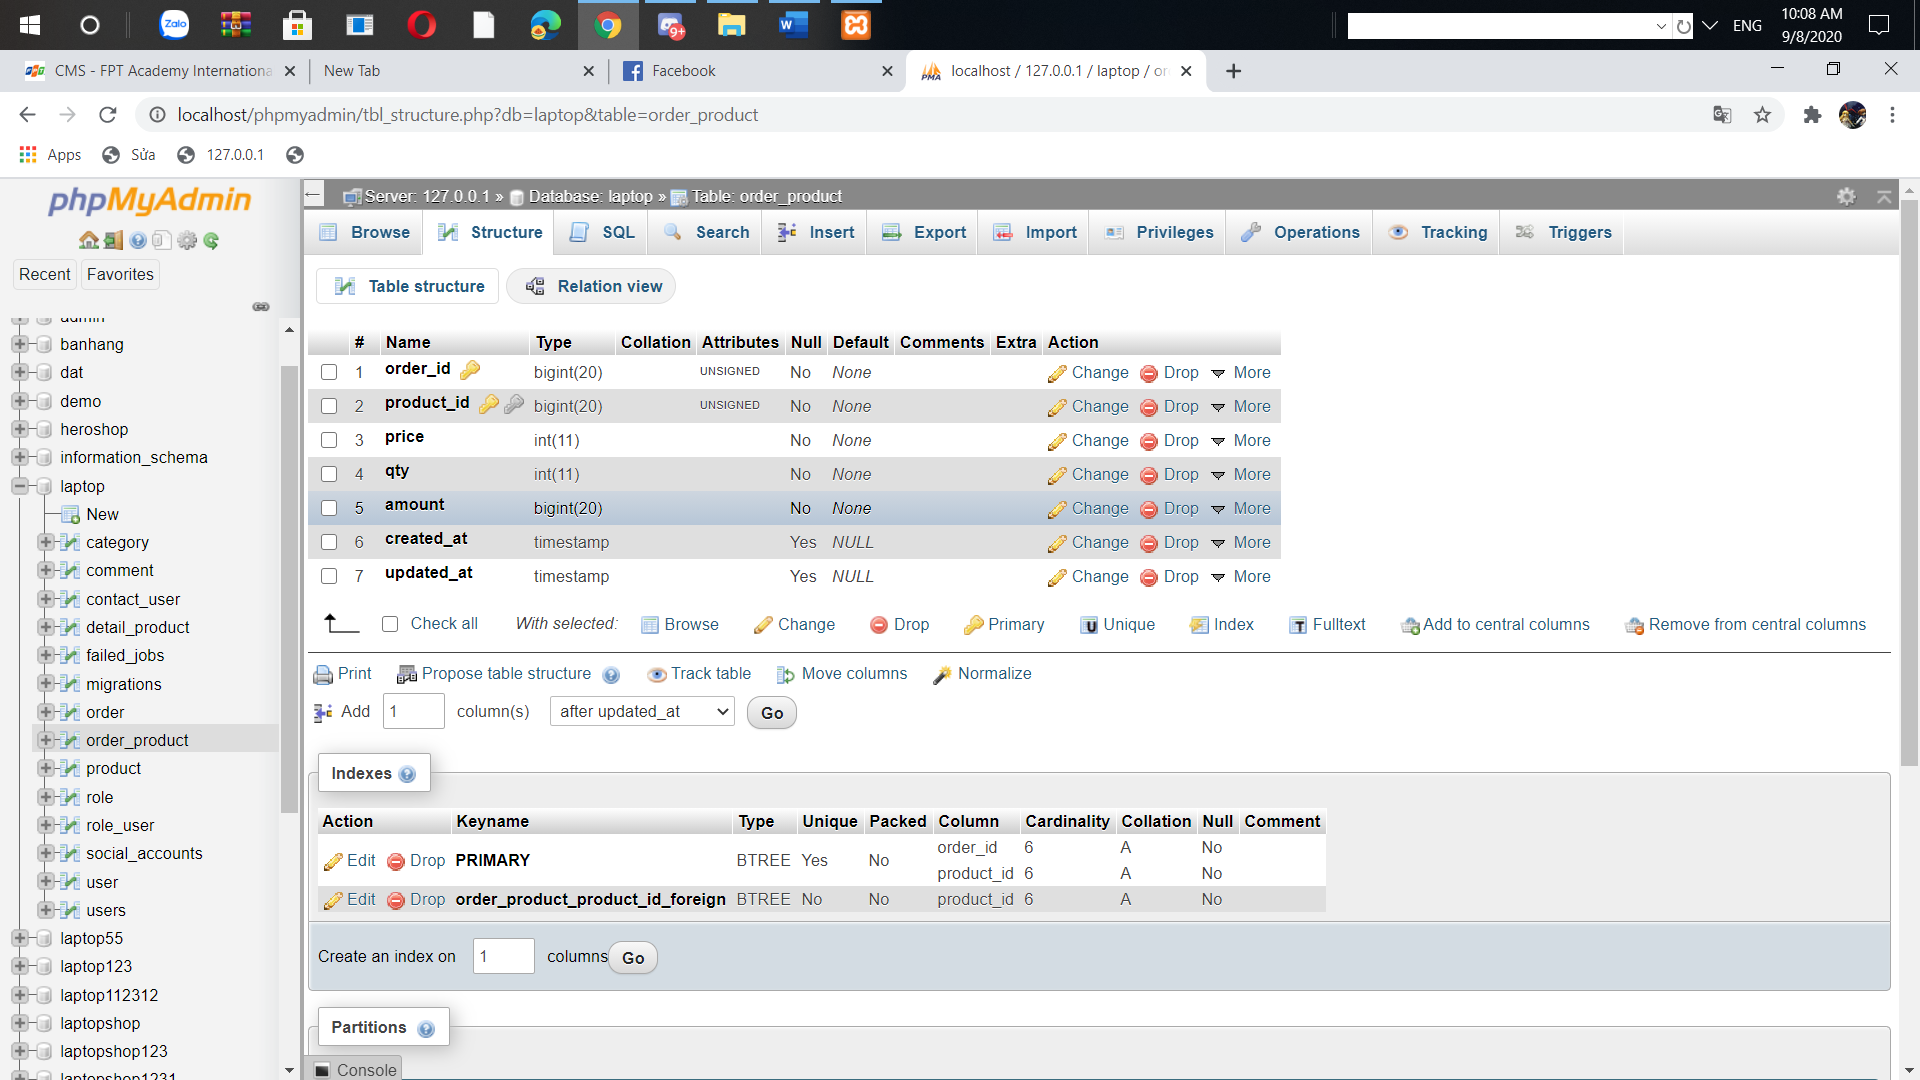 Zalo
9+
ENG
10:08 AM
9/8/2020
CMS - FPT Academy Internationa
New Tab
Facebook
localhost / 127.0.0.1 / laptop / or
localhost/phpmyadmin/tbl_structure.php?db=laptop&table=order_product
Apps
Sửa
127.0.0.1
phpMyAdmin
Recent
Favorites
admin
banhang
dat
demo
heroshop
information_schema
laptop
New
category
comment
contact_user
detail_product
failed_jobs
migrations
order
order_product
product
role
role_user
social_accounts
user
users
laptop55
laptop123
laptop112312
laptopshop
laptopshop123
laptopshop1231
Server: 127.0.0.1 » Database: laptop » Table: order_product
Browse Structure SQL Search Insert Export Import Privileges Operations Tracking Triggers
Table structure Relation view
# Name Type Collation Attributes Null Default Comments Extra Action
1 order_id bigint(20) UNSIGNED No None Change Drop More
2 product_id bigint(20) UNSIGNED No None Change Drop More
3 price int(11) No None Change Drop More
4 qty int(11) No None Change Drop More
5 amount bigint(20) No None Change Drop More
6 created_at timestamp Yes NULL Change Drop More
7 updated_at timestamp Yes NULL Change Drop More
Check all With selected: Browse Change Drop Primary Unique Index Fulltext Add to central columns Remove from central columns
Print Propose table structure Track table Move columns Normalize
Add 1 column(s) after updated_at Go
Indexes
Action Keyname Type Unique Packed Column Cardinality Collation Null Comment
Edit Drop PRIMARY BTREE Yes No order_id 6 A No
product_id 6 A No
Edit Drop order_product_product_id_foreign BTREE No No product_id 6 A No
Create an index on 1 columns Go
Partitions
Console